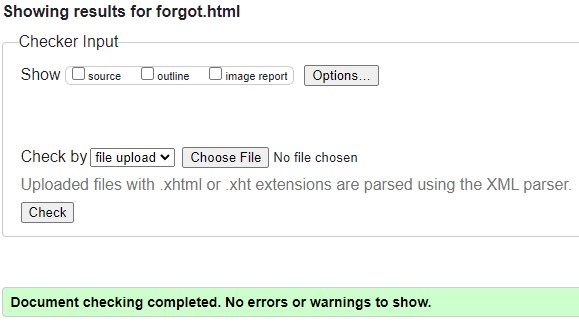 Showing results for forgot.html
Checker Input
Show source outline image report Options...
Check by file upload Choose File No file chosen
Uploaded files with .xhtml or .xht extensions are parsed using the XML parser.
Check
Document checking completed. No errors or warnings to show.